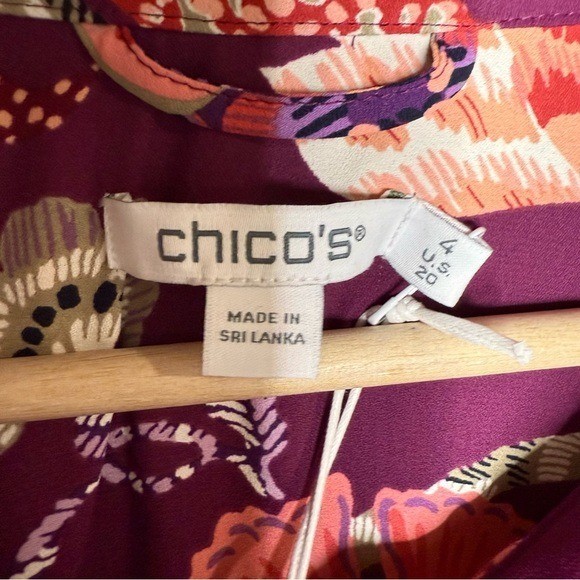 chico's®
4
U.S.
20
MADE IN
SRI LANKA